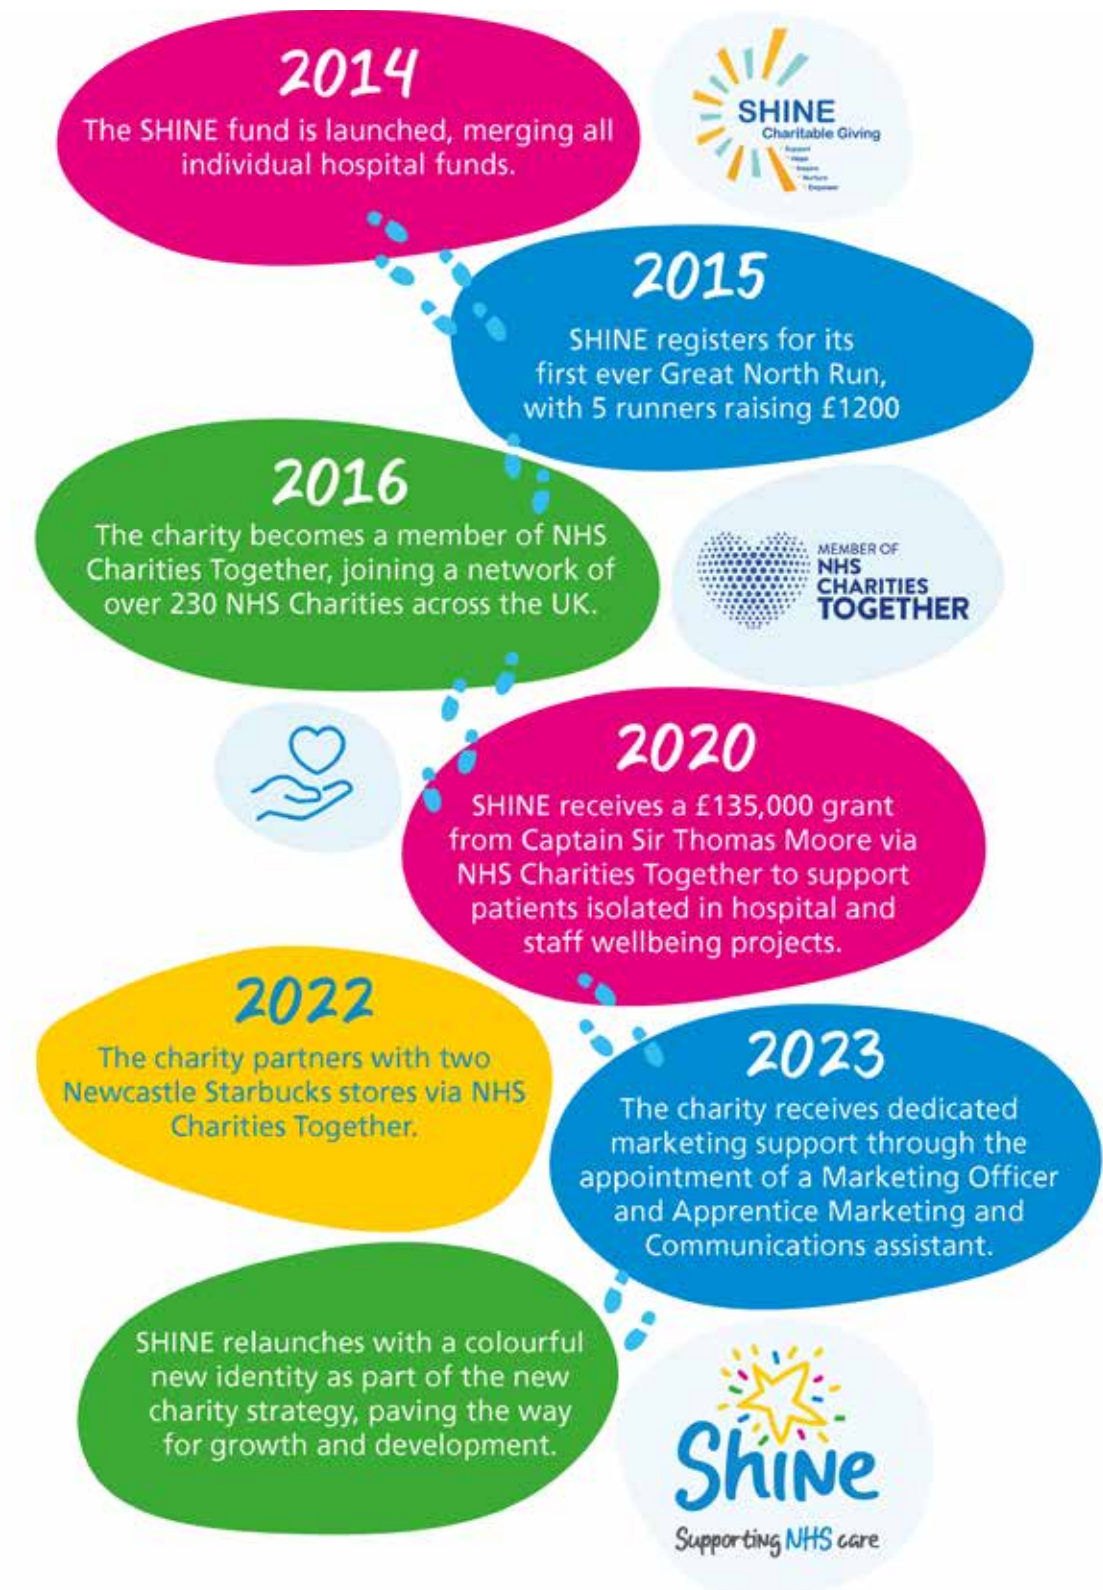 2014
The SHINE fund is launched, merging all
individual hospital funds.
SHINE
Charitable Giving
Support
Hope
Inspire
Nurture
Empower
2015
SHINE registers for its
first ever Great North Run,
with 5 runners raising £1200
2016
The charity becomes a member of NHS
Charities Together, joining a network of
over 230 NHS Charities across the UK.
MEMBER OF
NHS
CHARITIES
TOGETHER
2020
SHINE receives a £135,000 grant
from Captain Sir Thomas Moore via
NHS Charities Together to support
patients isolated in hospital and
staff wellbeing projects.
2022
The charity partners with two
Newcastle Starbucks stores via NHS
Charities Together.
2023
The charity receives dedicated
marketing support through the
appointment of a Marketing Officer
and Apprentice Marketing and
Communications assistant.
SHINE relaunches with a colourful
new identity as part of the new
charity strategy, paving the way
for growth and development.
Shine
Supporting NHS care